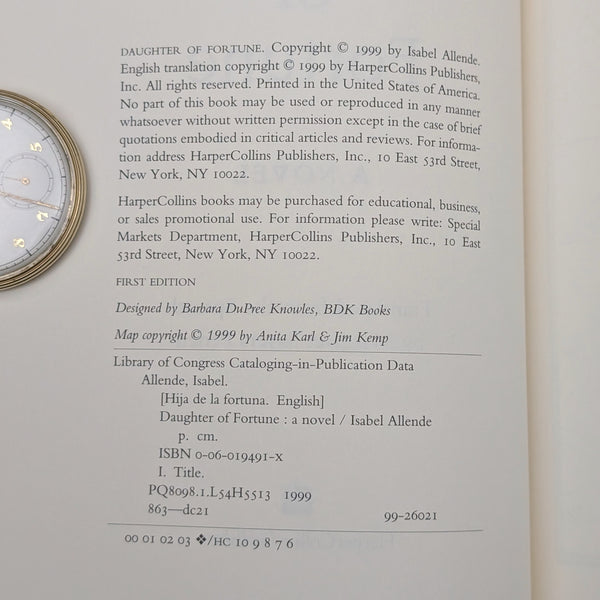 DAUGHTER OF FORTUNE. Copyright © 1999 by Isabel Allende.
English translation copyright © 1999 by HarperCollins Publishers,
Inc. All rights reserved. Printed in the United States of America.
No part of this book may be used or reproduced in any manner
whatsoever without written permission except in the case of brief
quotations embodied in critical articles and reviews. For informa-
tion address HarperCollins Publishers, Inc., 10 East 53rd Street,
New York, NY 10022.
HarperCollins books may be purchased for educational, business,
or sales promotional use. For information please write: Special
Markets Department, HarperCollins Publishers, Inc., 10 East
53rd Street, New York, NY 10022.
FIRST EDITION
Designed by Barbara DuPree Knowles, BDK Books
Map copyright © 1999 by Anita Karl & Jim Kemp
Library of Congress Cataloging-in-Publication Data
Allende, Isabel.
[Hija de la fortuna. English]
Daughter of Fortune : a novel / Isabel Allende
p. cm.
ISBN 0-06-019491-X
I. Title.
PQ8098.1.L54H5513 1999
863—dc21 99-26021
00 01 02 03 ❖/HC 10 9 8 7 6